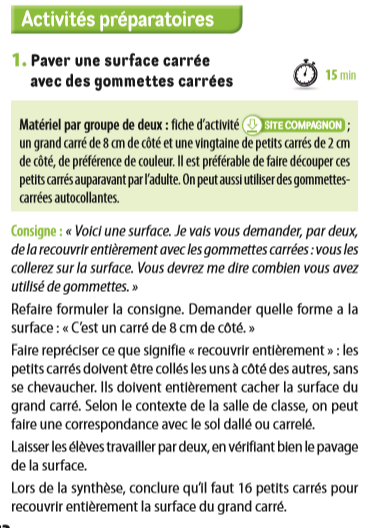 Activités préparatoires
1. Paver une surface carrée
avec des gommettes carrées
15 min
Matériel par groupe de deux : fiche d'activité SITE COMPAGNON ;
un grand carré de 8 cm de côté et une vingtaine de petits carrés de 2 cm
de côté, de préférence de couleur. Il est préférable de faire découper ces
petits carrés auparavant par l'adulte. On peut aussi utiliser des gommettes-
carrées autocollantes.
Consigne : « Voici une surface. Je vais vous demander, par deux,
de la recouvrir entièrement avec les gommettes carrées : vous les
collerez sur la surface. Vous devrez me dire combien vous avez
utilisé de gommettes. »
Refaire formuler la consigne. Demander quelle forme a la
surface : « C'est un carré de 8 cm de côté. »
Faire repréciser ce que signifie « recouvrir entièrement » : les
petits carrés doivent être collés les uns à côté des autres, sans
se chevaucher. Ils doivent entièrement cacher la surface du
grand carré. Selon le contexte de la salle de classe, on peut
faire une correspondance avec le sol dallé ou carrelé.
Laisser les élèves travailler par deux, en vérifiant bien le pavage
de la surface.
Lors de la synthèse, conclure qu'il faut 16 petits carrés pour
recouvrir entièrement la surface du grand carré.